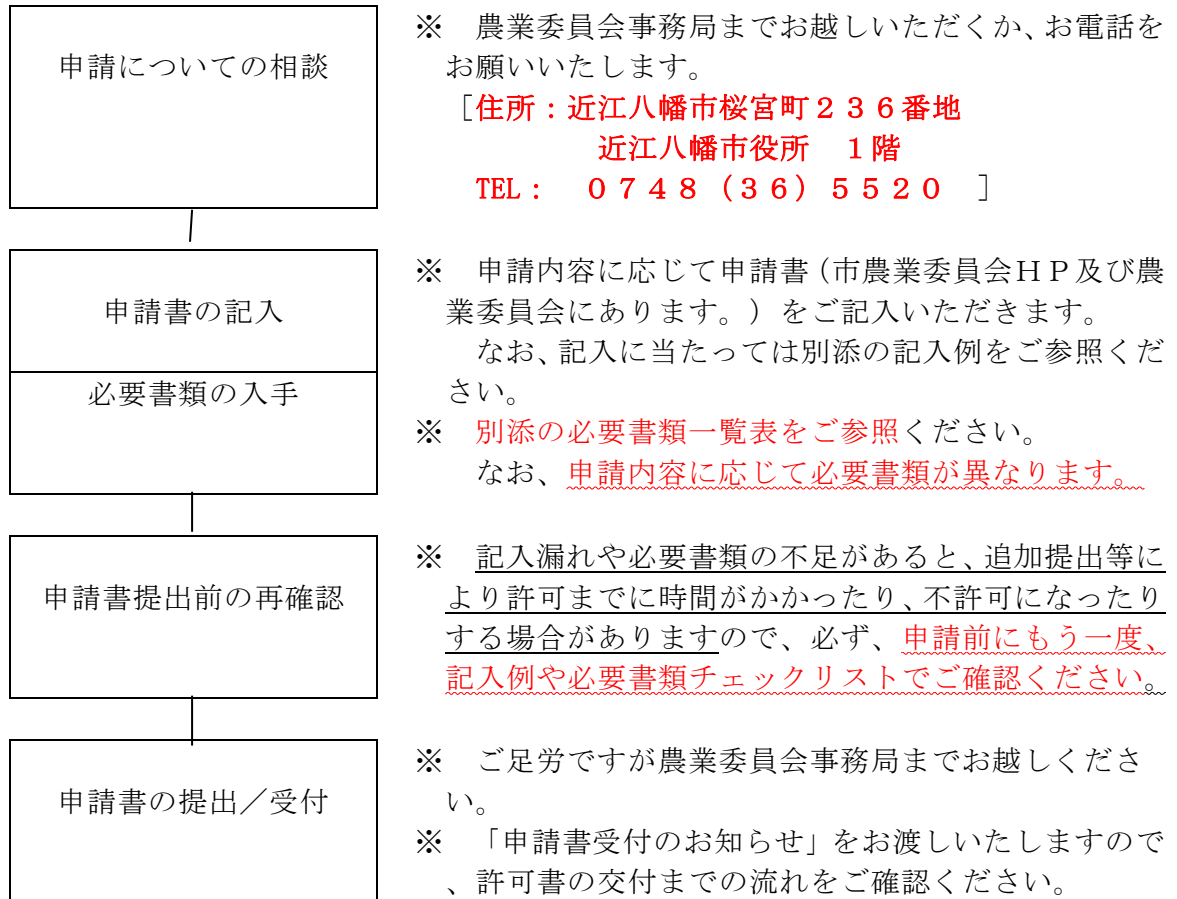 申請についての相談
※　農業委員会事務局までお越しいただくか、お電話を
お願いいたします。
［住所：近江八幡市桜宮町２３６番地
近江八幡市役所　１階
TEL：　０７４８（３６）５５２０　］
申請書の記入
※　申請内容に応じて申請書（市農業委員会ＨＰ及び農
業委員会にあります。）をご記入いただきます。
なお、記入に当たっては別添の記入例をご参照くだ
さい。
必要書類の入手
※　別添の必要書類一覧表をご参照ください。
なお、申請内容に応じて必要書類が異なります。
申請書提出前の再確認
※　記入漏れや必要書類の不足があると、追加提出等に
より許可までに時間がかかったり、不許可になったり
する場合がありますので、必ず、申請前にもう一度、
記入例や必要書類チェックリストでご確認ください。
申請書の提出／受付
※　ご足労ですが農業委員会事務局までお越しくださ
い。
※　「申請書受付のお知らせ」をお渡しいたしますので
、許可書の交付までの流れをご確認ください。